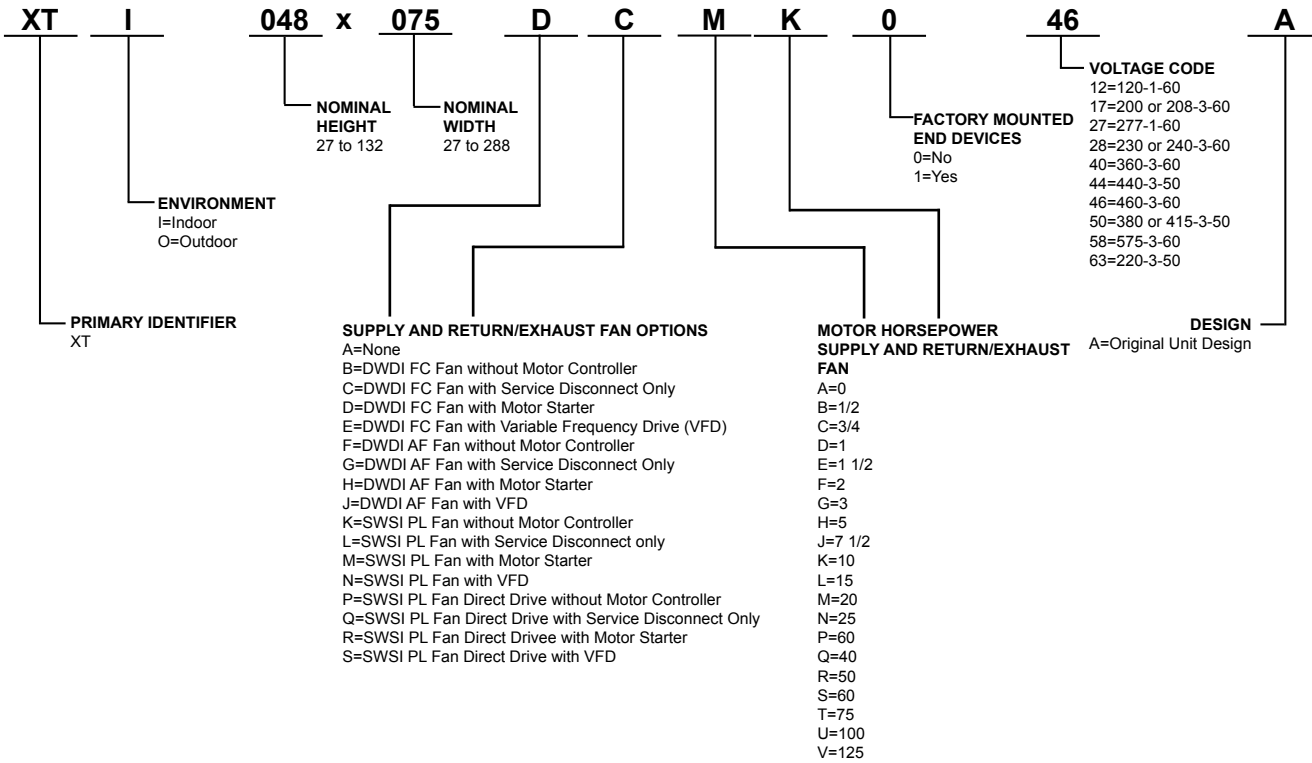 XT I 048 x 075 D C M K 0 46 A
NOMINAL
HEIGHT
27 to 132
NOMINAL
WIDTH
27 to 288
FACTORY MOUNTED
END DEVICES
0=No
1=Yes
VOLTAGE CODE
12=120-1-60
17=200 or 208-3-60
27=277-1-60
28=230 or 240-3-60
40=360-3-60
44=440-3-50
46=460-3-60
50=380 or 415-3-50
58=575-3-60
63=220-3-50
ENVIRONMENT
I=Indoor
O=Outdoor
PRIMARY IDENTIFIER
XT
SUPPLY AND RETURN/EXHAUST FAN OPTIONS
A=None
B=DWDI FC Fan without Motor Controller
C=DWDI FC Fan with Service Disconnect Only
D=DWDI FC Fan with Motor Starter
E=DWDI FC Fan with Variable Frequency Drive (VFD)
F=DWDI AF Fan without Motor Controller
G=DWDI AF Fan with Service Disconnect Only
H=DWDI AF Fan with Motor Starter
J=DWDI AF Fan with VFD
K=SWSI PL Fan without Motor Controller
L=SWSI PL Fan with Service Disconnect only
M=SWSI PL Fan with Motor Starter
N=SWSI PL Fan with VFD
P=SWSI PL Fan Direct Drive without Motor Controller
Q=SWSI PL Fan Direct Drive with Service Disconnect Only
R=SWSI PL Fan Direct Drivee with Motor Starter
S=SWSI PL Fan Direct Drive with VFD
MOTOR HORSEPOWER
SUPPLY AND RETURN/EXHAUST
FAN
A=0
B=1/2
C=3/4
D=1
E=1 1/2
F=2
G=3
H=5
J=7 1/2
K=10
L=15
M=20
N=25
P=60
Q=40
R=50
S=60
T=75
U=100
V=125
DESIGN
A=Original Unit Design